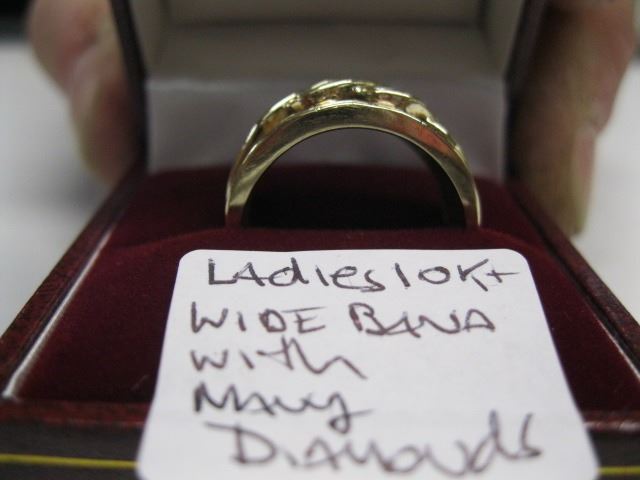 LAdies 10K+
WIDE BAND
with
MANY
DIAMONDS